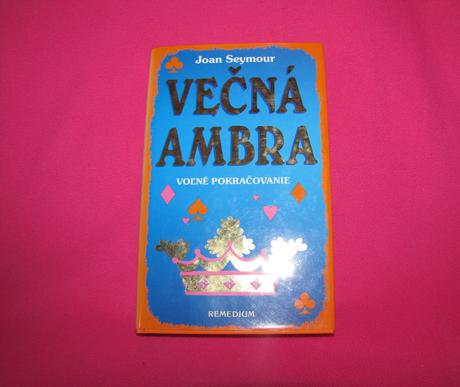 Joan Seymour
VEČNÁ
AMBRA
VOĽNÉ POKRAČOVANIE
REMEDIUM